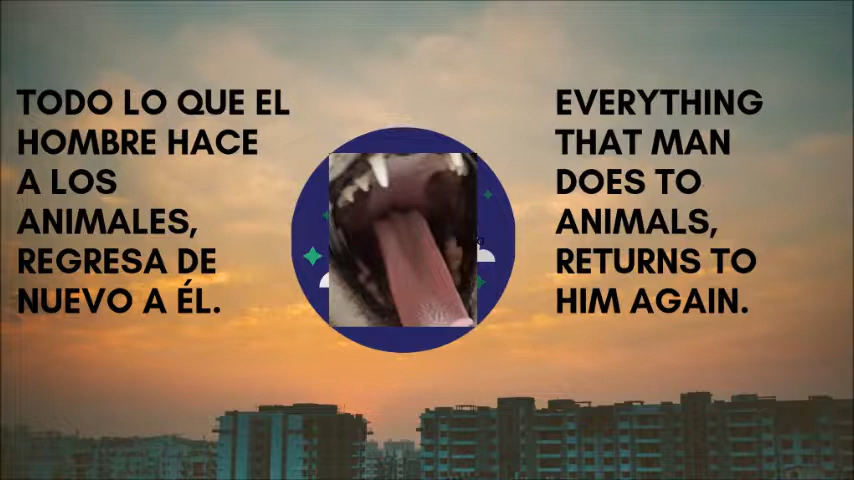 TODO LO QUE EL
HOMBRE HACE
A LOS
ANIMALES,
REGRESA DE
NUEVO A ÉL.
EVERYTHING
THAT MAN
DOES TO
ANIMALS,
RETURNS TO
HIM AGAIN.